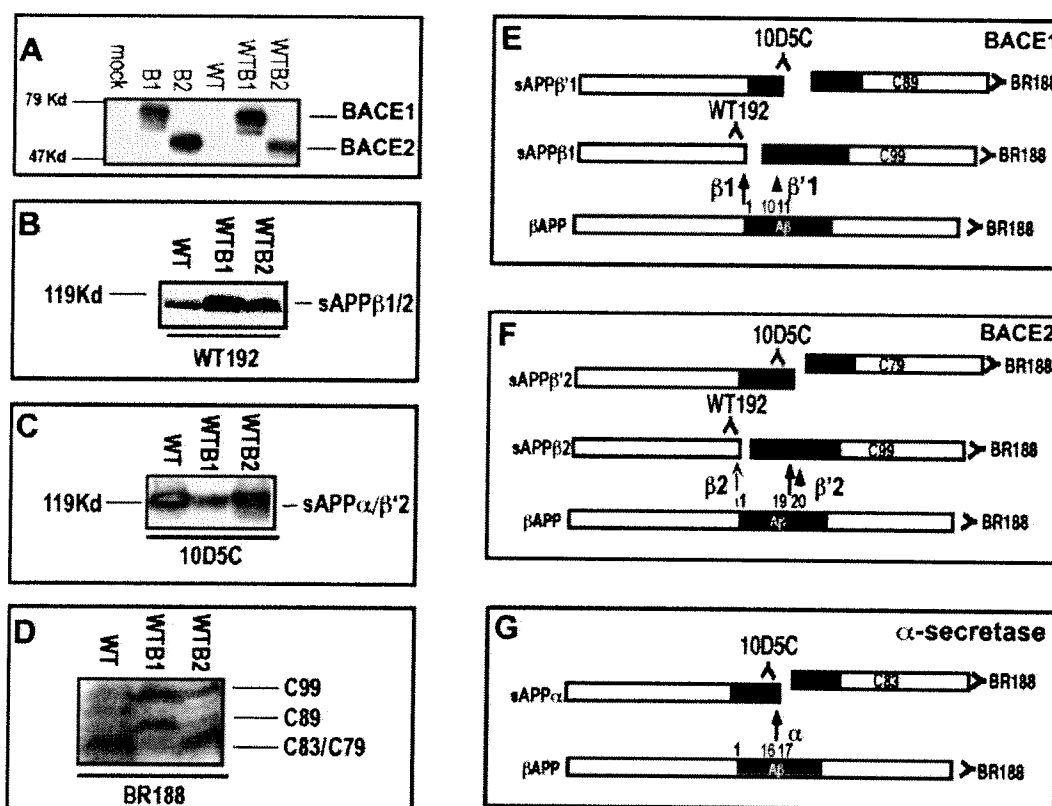 A
mock
B1
B2
WT
WTB1
WTB2
79 Kd
BACE1
BACE2
47Kd
B
WT
WTB1
WTB2
119Kd
sAPPβ1/2
WT192
C
WT
WTB1
WTB2
119Kd
sAPPα/β'2
10D5C
D
WT
WTB1
WTB2
C99
C89
C83/C79
BR188
E
BACE1
10D5C
sAPPβ'1
C89
BR188
WT192
sAPPβ1
C99
BR188
β1
β'1
1 10 11
βAPP
Aβ
BR188
F
BACE2
10D5C
C79
BR188
sAPPβ'2
WT192
sAPPβ2
C99
BR188
β2
β'2
1 19 20
βAPP
Aβ
BR188
G
α-secretase
10D5C
sAPPα
C83
BR188
α
1 16 17
βAPP
Aβ
BR188